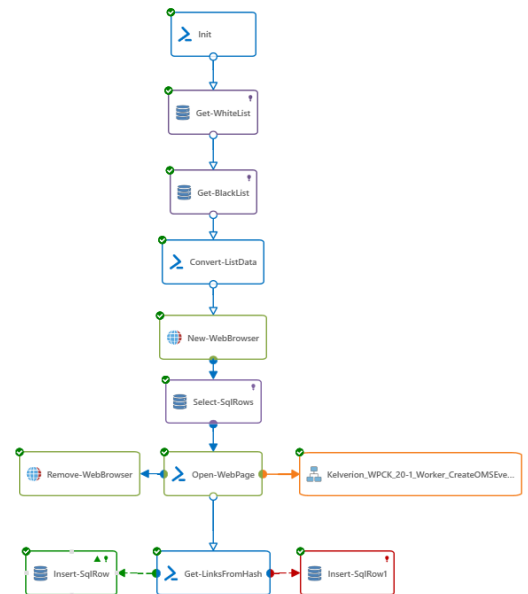 Init
Get-WhiteList
Get-BlackList
Convert-ListData
New-WebBrowser
Select-SqlRows
Remove-WebBrowser
Open-WebPage
Kelverion_WPCK_20-1_Worker_CreateOMSEve...
Insert-SqlRow
Get-LinksFromHash
Insert-SqlRow1